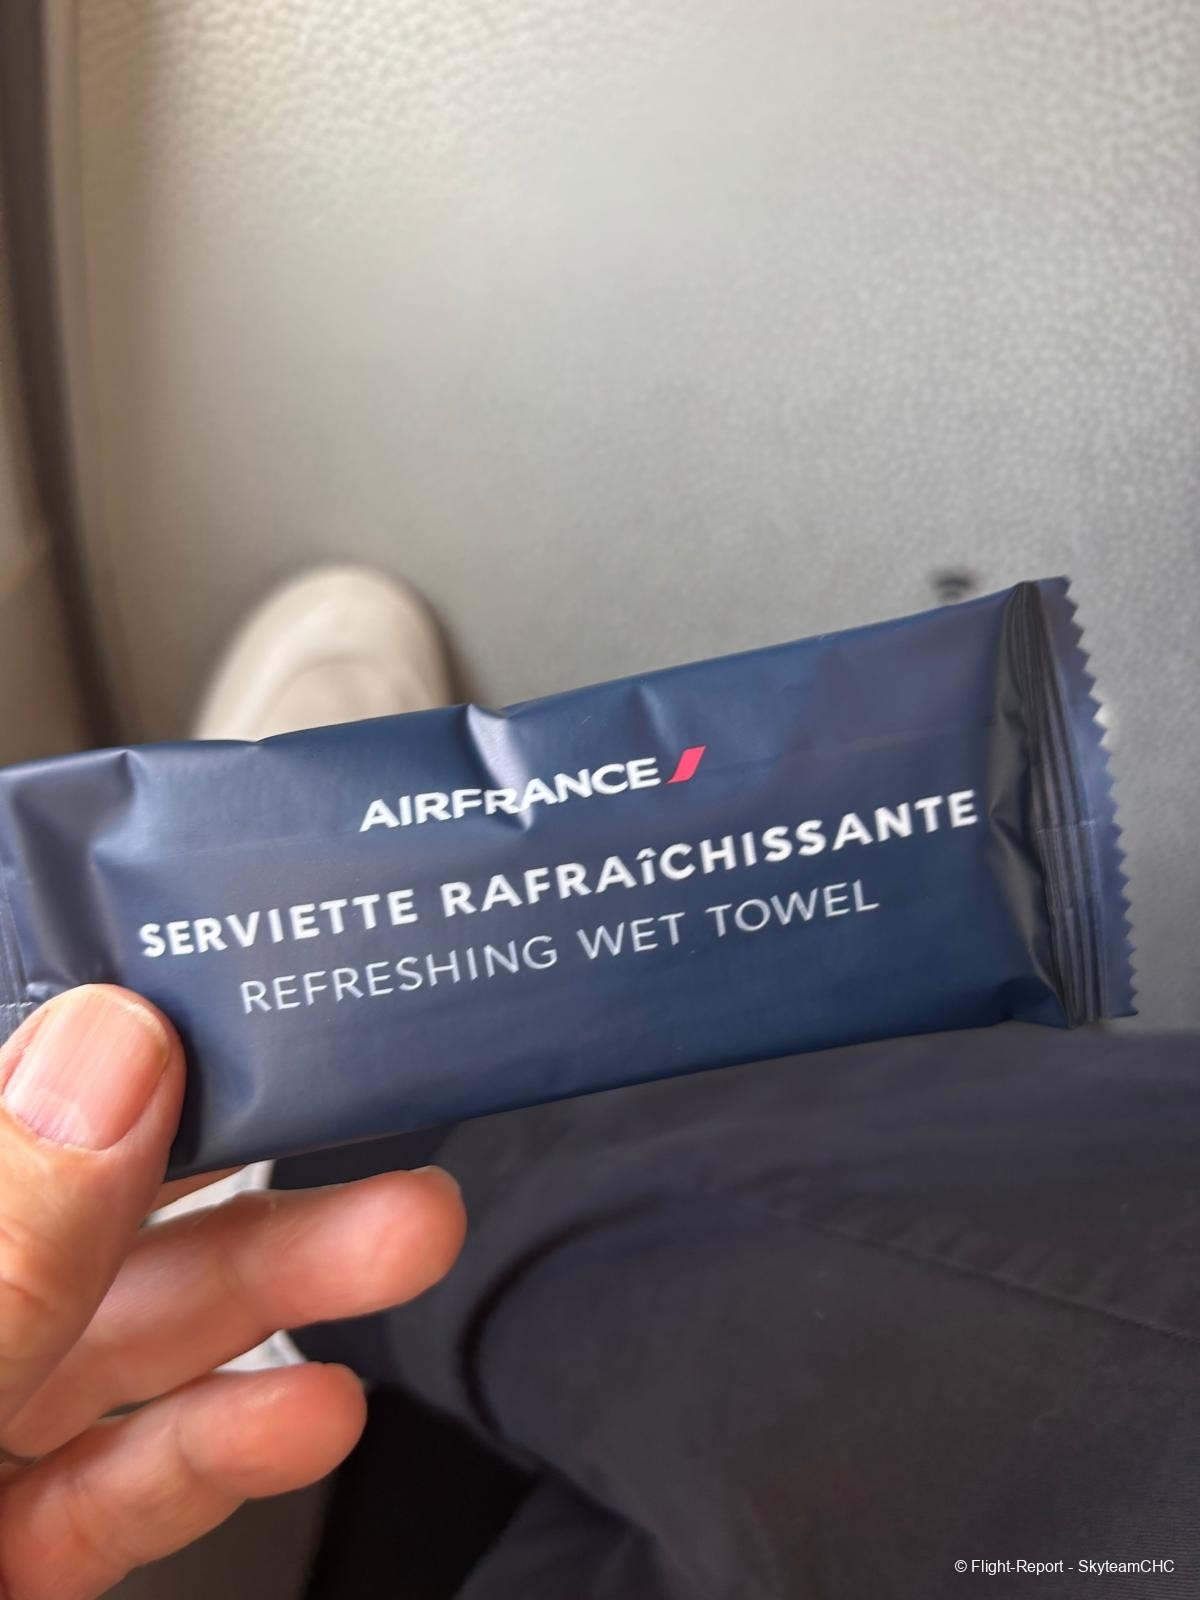 AIRFRANCE
SERVIETTE RAFRAîCHISSANTE
REFRESHING WET TOWEL
© Flight-Report - SkyteamCHC